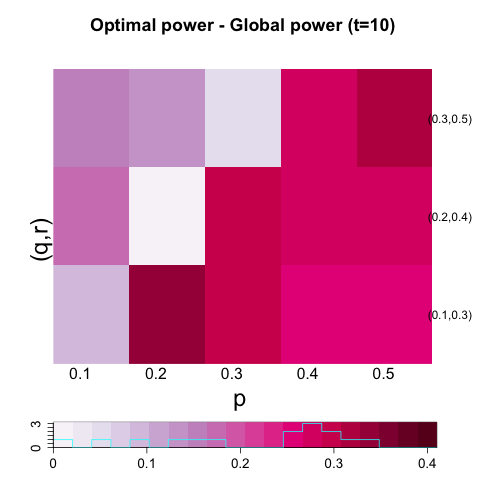 Optimal power - Global power (t=10)
(0.3,0.5)
(0.2,0.4)
(q,r)
(0.1,0.3)
0.1 0.2 0.3 0.4 0.5
p
3
0
0 0.1 0.2 0.3 0.4